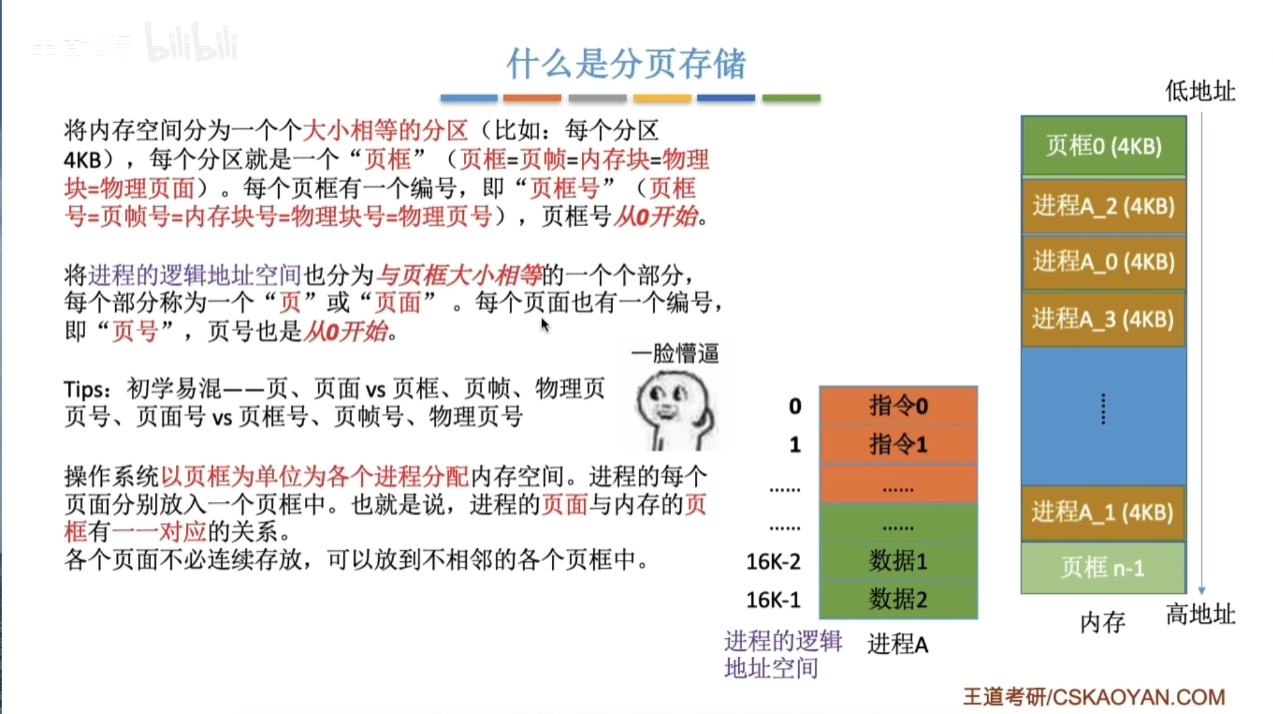 bilibili
什么是分页存储
将内存空间分为一个个大小相等的分区（比如：每个分区
4KB），每个分区就是一个“页框”（页框=页帧=内存块=物理
块=物理页面）。每个页框有一个编号，即“页框号”（页框
号=页帧号=内存块号=物理块号=物理页号），页框号从0开始。
将进程的逻辑地址空间也分为与页框大小相等的一个个部分，
每个部分称为一个“页”或“页面” 。每个页面也有一个编号，
即“页号”，页号也是从0开始。
Tips：初学易混——页、页面 vs 页框、页帧、物理页
页号、页面号 vs 页框号、页帧号、物理页号
一脸懵逼
操作系统以页框为单位为各个进程分配内存空间。进程的每个
页面分别放入一个页框中。也就是说，进程的页面与内存的页
框有一一对应的关系。
各个页面不必连续存放，可以放到不相邻的各个页框中。
0 指令0
1 指令1
…… ……
…… ……
16K-2 数据1
16K-1 数据2
进程的逻辑
地址空间
进程A
低地址
页框0 (4KB)
进程A_2 (4KB)
进程A_0 (4KB)
进程A_3 (4KB)
……
进程A_1 (4KB)
页框 n-1
内存
高地址
王道考研/CSKAOYAN.COM